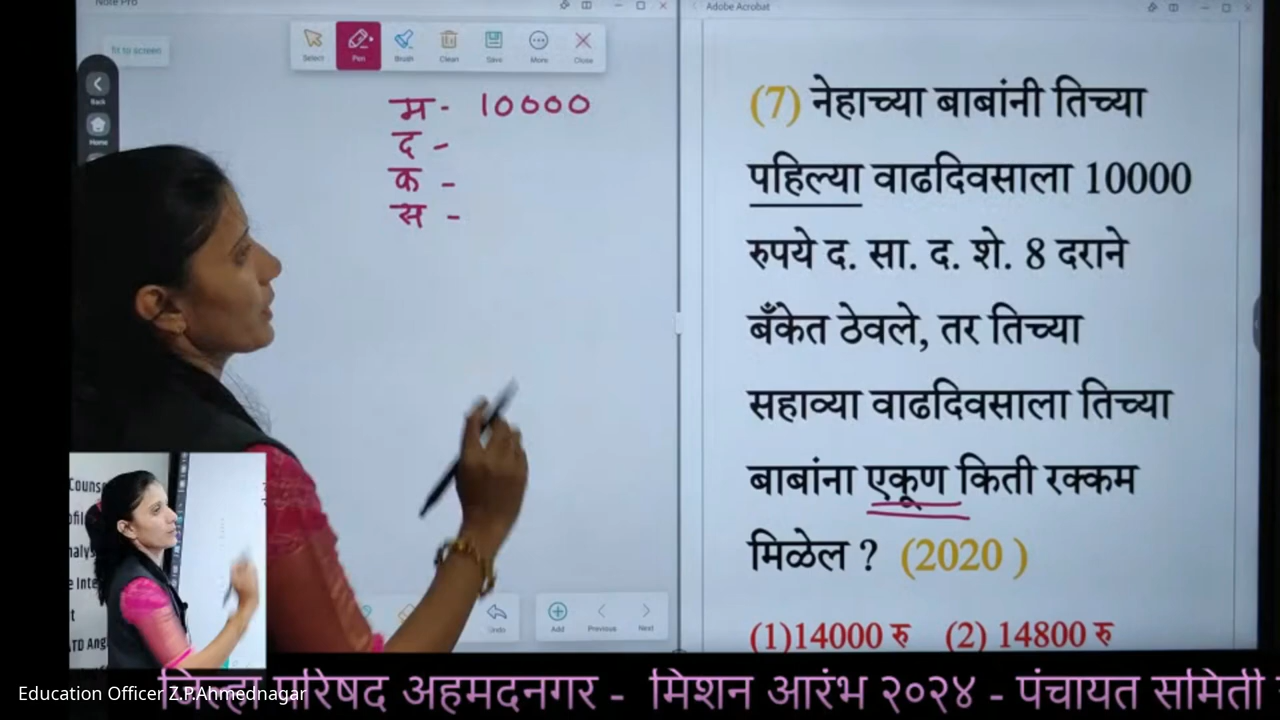 Note Pro
Adobe Acrobat
fit to screen
Select
Pen
Brush
Clean
Save
More
Close
Back
Home
म - 10000
द -
क -
स -
(7) नेहाच्या बाबांनी तिच्या
पहिल्या वाढदिवसाला 10000
रुपये द. सा. द. शे. 8 दराने
बँकेत ठेवले, तर तिच्या
सहाव्या वाढदिवसाला तिच्या
बाबांना एकूण किती रक्कम
मिळेल ? (2020 )
(1)14000 रु (2) 14800 रु
Undo
Add
Previous
Next
जिल्हा परिषद अहमदनगर - मिशन आरंभ २०२४ - पंचायत समिती
Education Officer Z.P.Ahmednagar